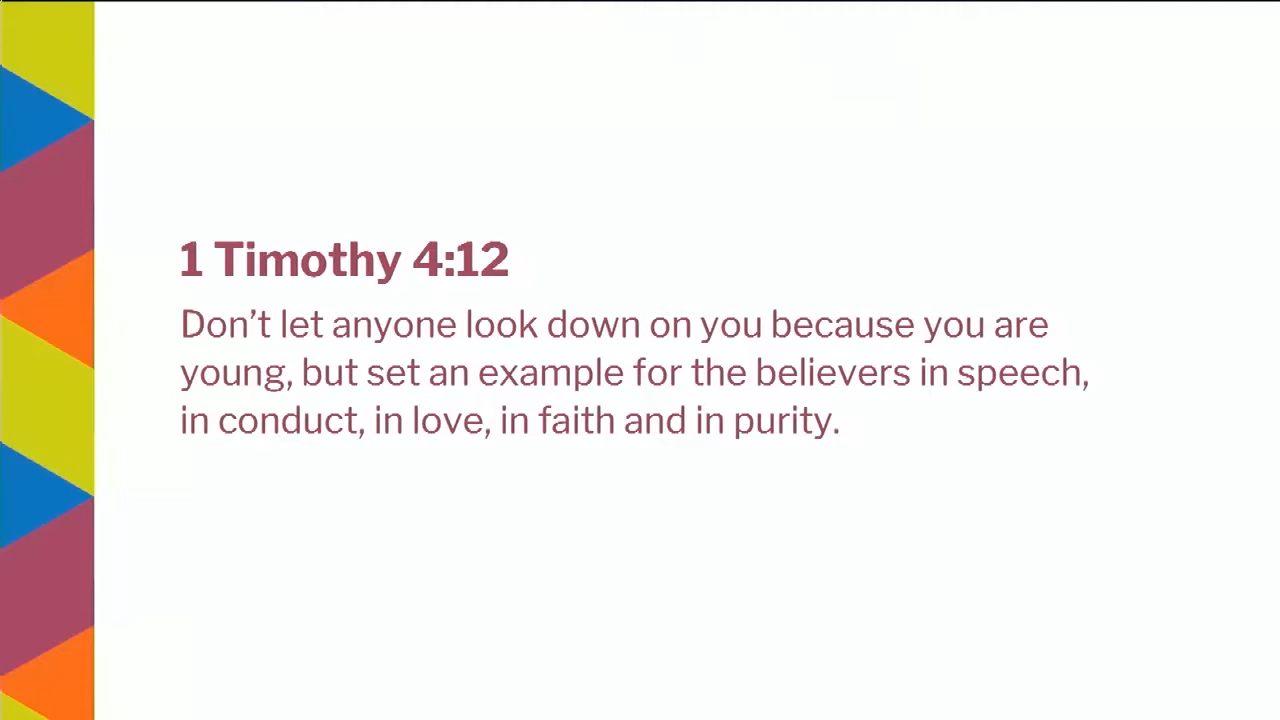 1 Timothy 4:12
Don’t let anyone look down on you because you are
young, but set an example for the believers in speech,
in conduct, in love, in faith and in purity.